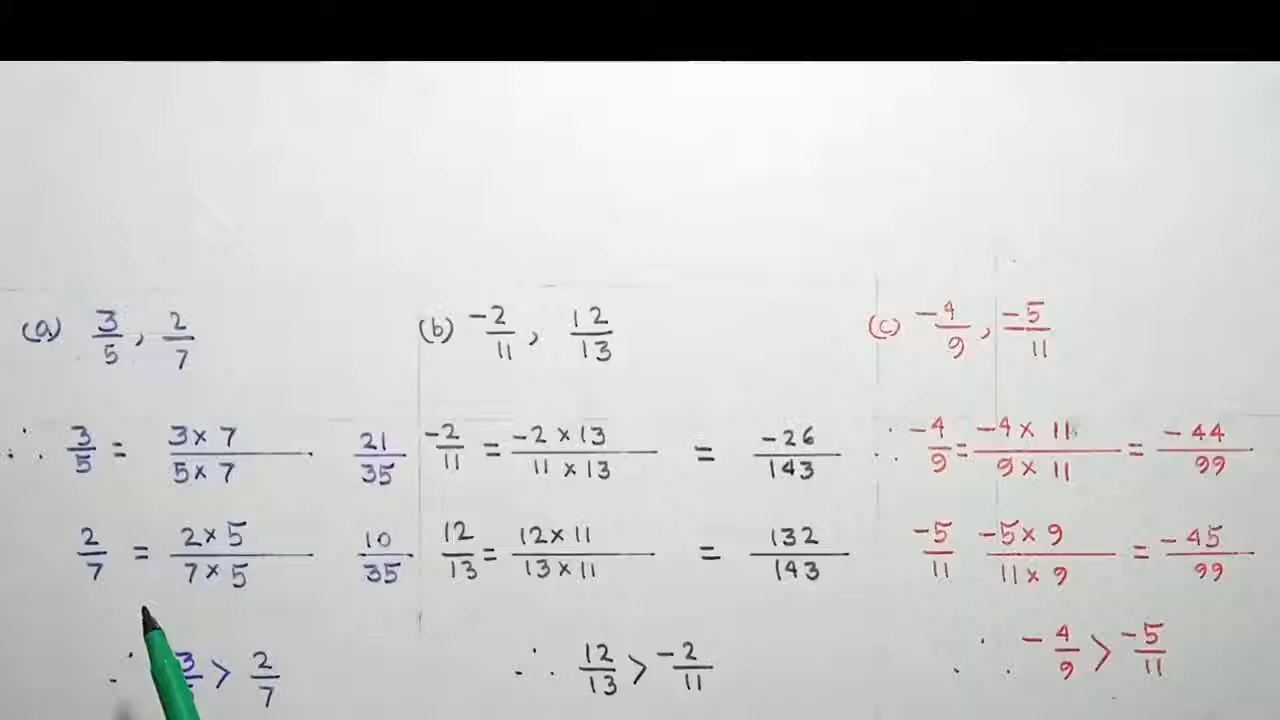 (a) 3/5, 2/7
∴ 3/5 = 3 × 7 / 5 × 7 21/35
2/7 = 2 × 5 / 7 × 5 10/35
∴ 3/ > 2/7
(b) -2/11, 12/13
-2/11 = -2 × 13 / 11 × 13 = -26/143
12/13 = 12 × 11 / 13 × 11 = 132/143
∴ 12/13 > -2/11
(c) -4/9, -5/11
∴ -4/9 = -4 × 11 / 9 × 11 = -44/99
-5/11 -5 × 9 / 11 × 9 = -45/99
∴ -4/9 > -5/11